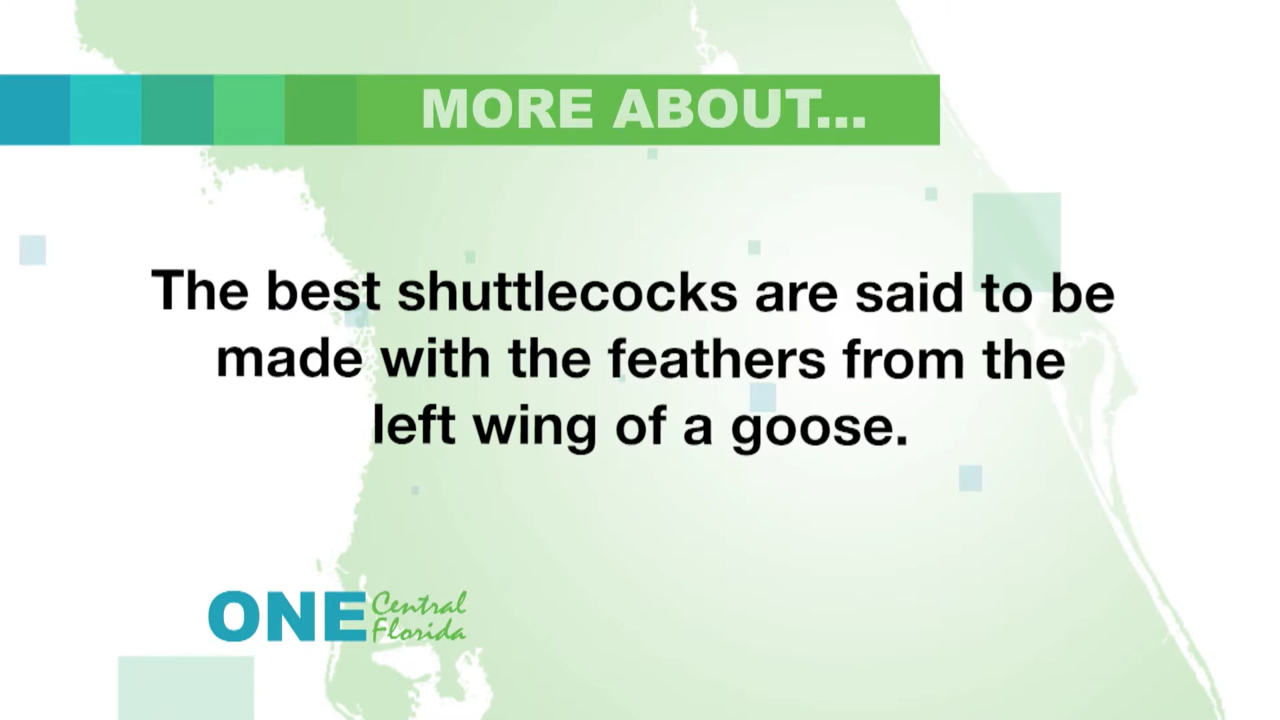 MORE ABOUT...
The best shuttlecocks are said to be
made with the feathers from the
left wing of a goose.
ONE Central
Florida